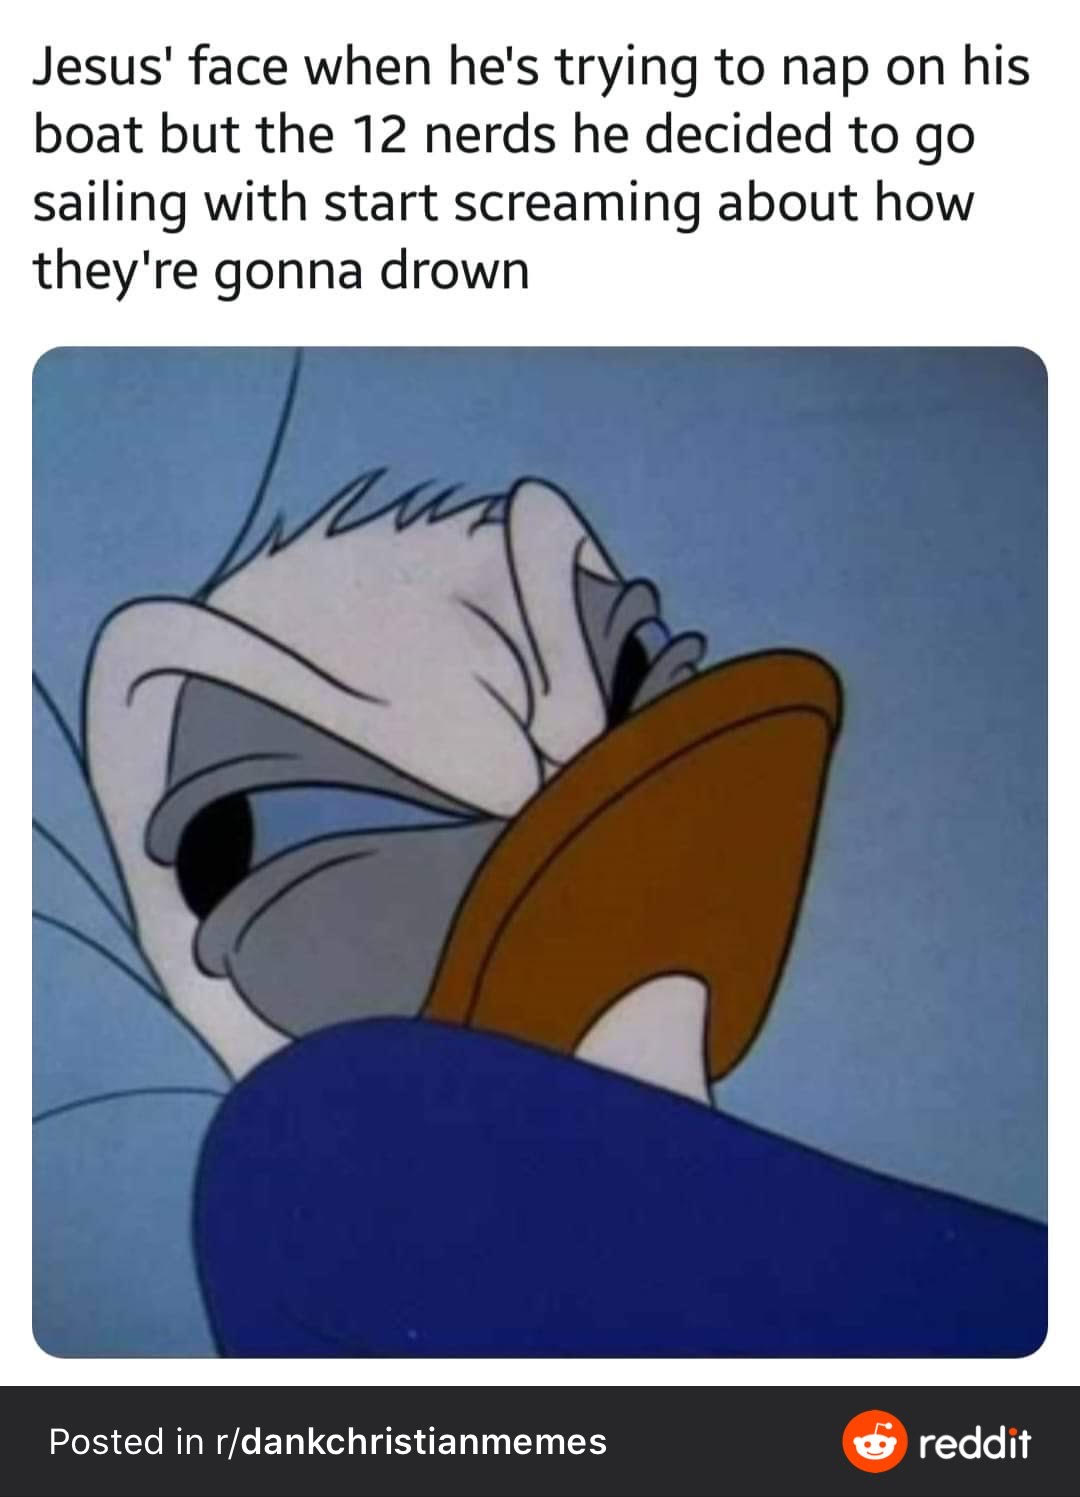 Jesus' face when he's trying to nap on his
boat but the 12 nerds he decided to go
sailing with start screaming about how
they're gonna drown
Posted in r/dankchristianmemes
reddit